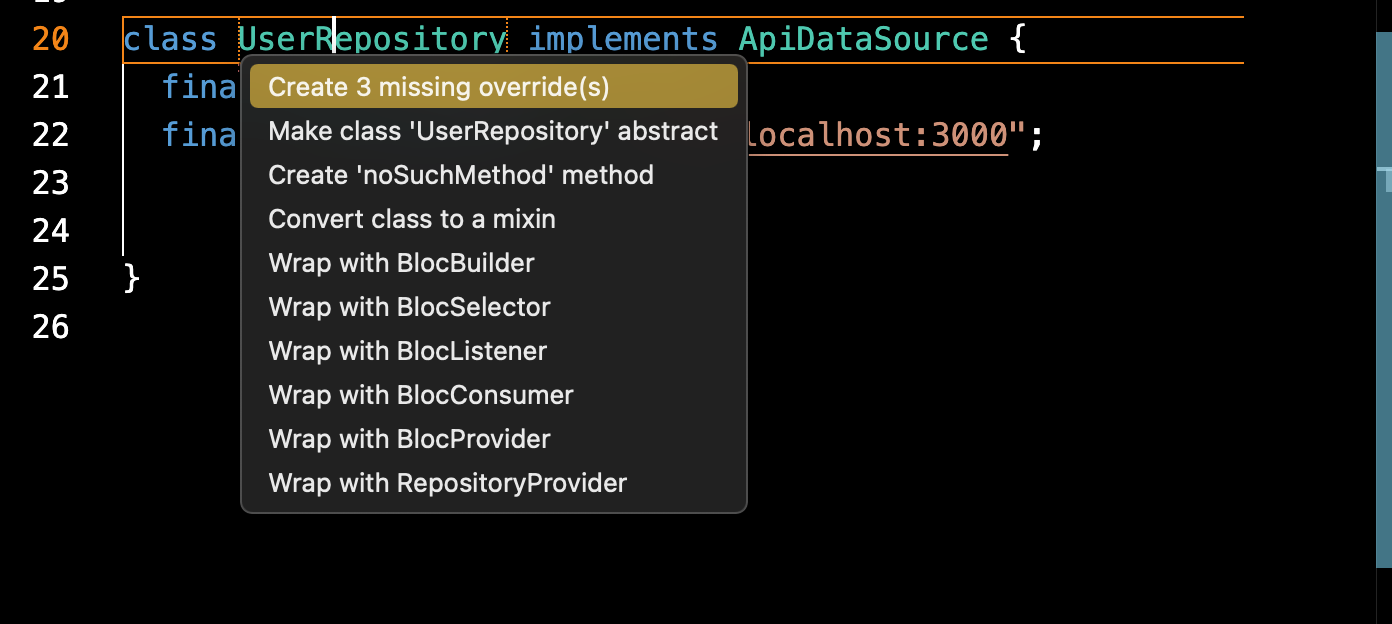 20 class UserRepository implements ApiDataSource {
21 fina
Create 3 missing override(s)
22 fina localhost:3000";
Make class 'UserRepository' abstract
23
Create 'noSuchMethod' method
24
Convert class to a mixin
25 }
Wrap with BlocBuilder
26
Wrap with BlocSelector
Wrap with BlocListener
Wrap with BlocConsumer
Wrap with BlocProvider
Wrap with RepositoryProvider